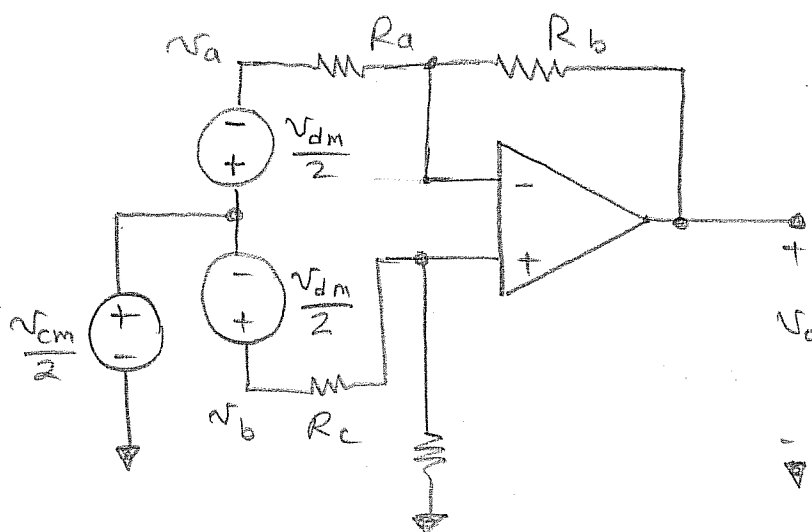 va Ra Rb
- + vdm/2
-
+ - vdm/2 +
vcm/2 + -
+ vo -
vb Rc